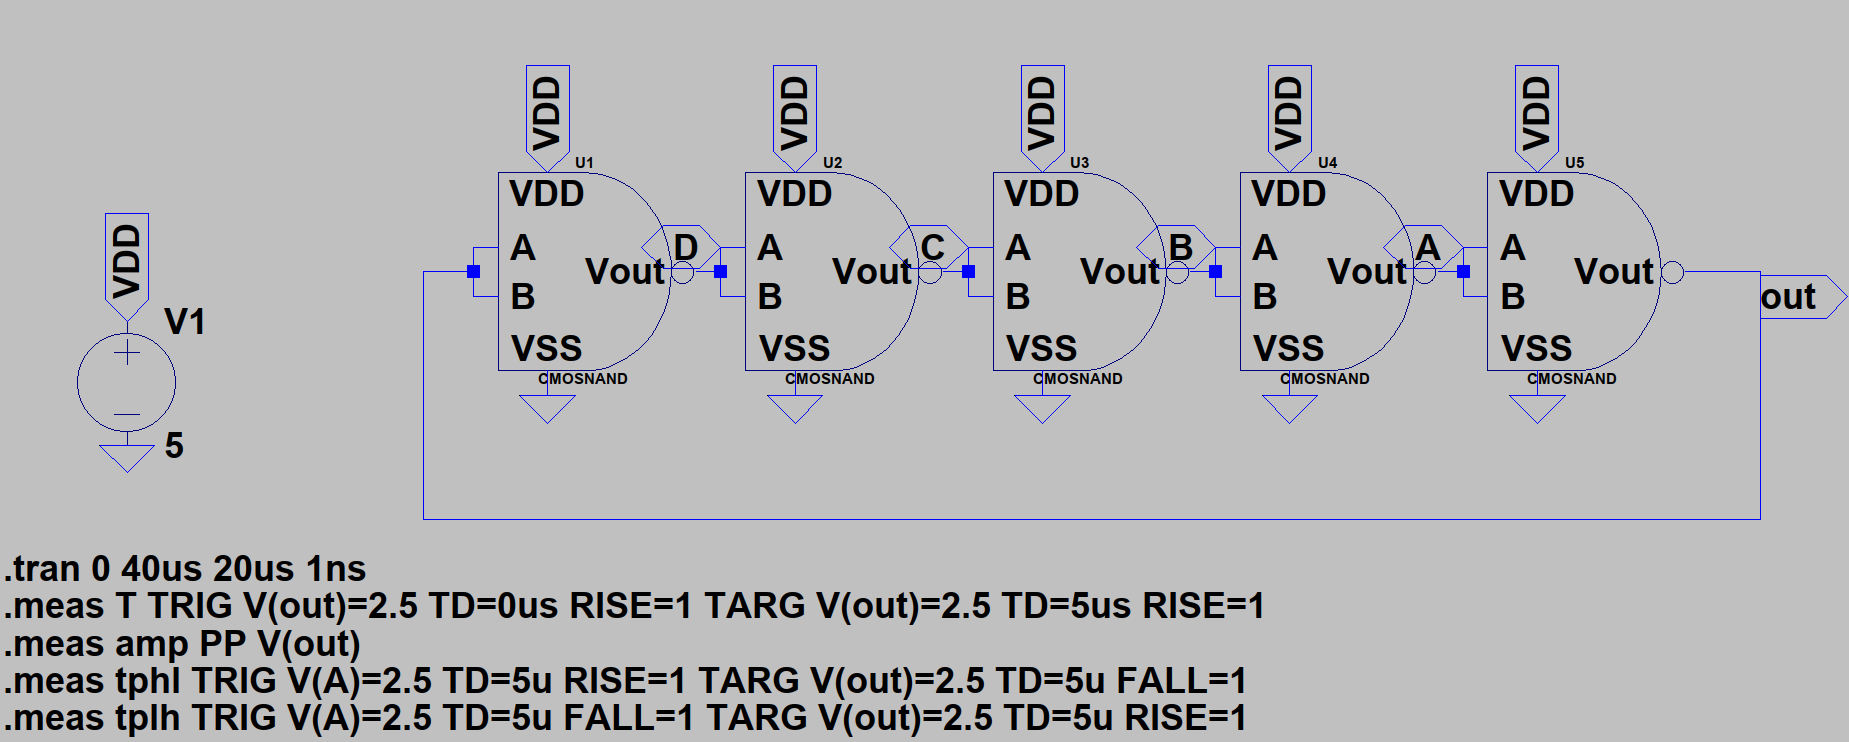 VDD VDD VDD VDD VDD
U1 U2 U3 U4 U5
VDD VDD VDD VDD VDD
VDD
A D A C A B A A A
Vout Vout Vout Vout Vout
B B B B B out
V1
VSS VSS VSS VSS VSS
CMOSNAND CMOSNAND CMOSNAND CMOSNAND CMOSNAND
5
.tran 0 40us 20us 1ns
.meas T TRIG V(out)=2.5 TD=0us RISE=1 TARG V(out)=2.5 TD=5us RISE=1
.meas amp PP V(out)
.meas tphl TRIG V(A)=2.5 TD=5u RISE=1 TARG V(out)=2.5 TD=5u FALL=1
.meas tplh TRIG V(A)=2.5 TD=5u FALL=1 TARG V(out)=2.5 TD=5u RISE=1